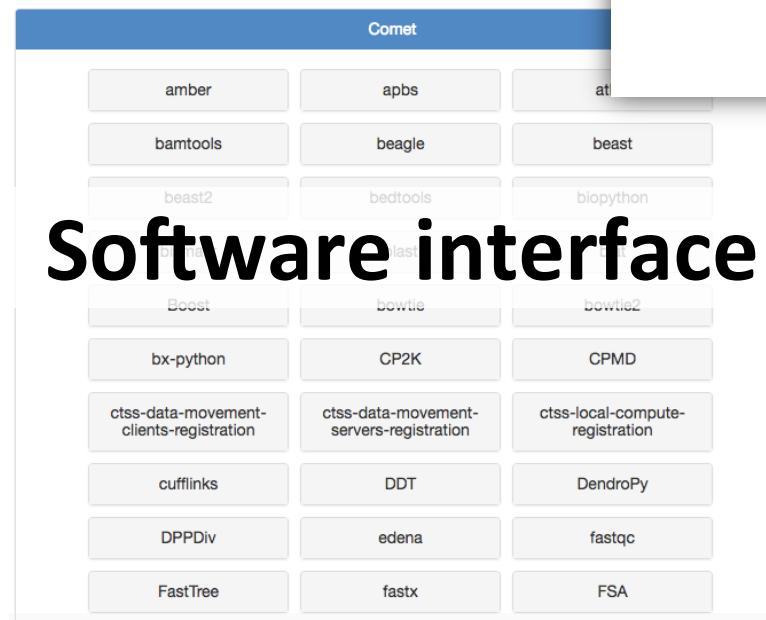 Comet
amber apbs at
bamtools beagle beast
beast2 bedtools biopython
Software interface
Boost bowtie bowtie2
bx-python CP2K CPMD
ctss-data-movement- ctss-data-movement- ctss-local-compute-
clients-registration servers-registration registration
cufflinks DDT DendroPy
DPPDiv edena fastqc
FastTree fastx FSA